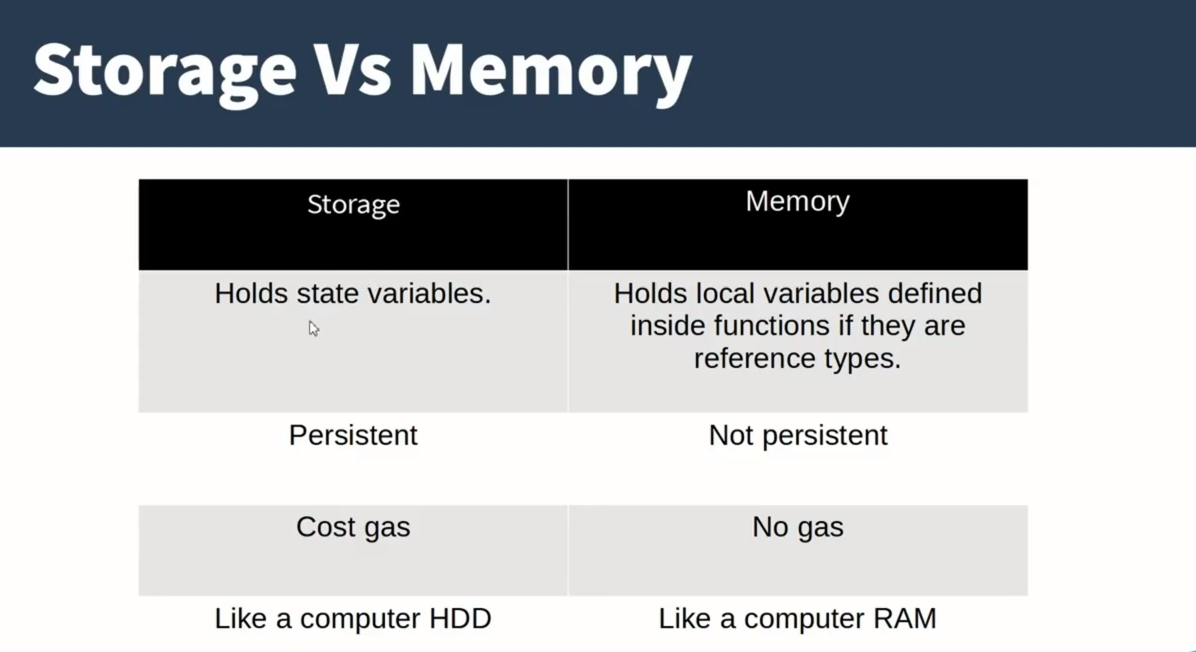 Storage Vs Memory
Storage
Memory
Holds state variables.
Holds local variables defined
inside functions if they are
reference types.
Persistent
Not persistent
Cost gas
No gas
Like a computer HDD
Like a computer RAM